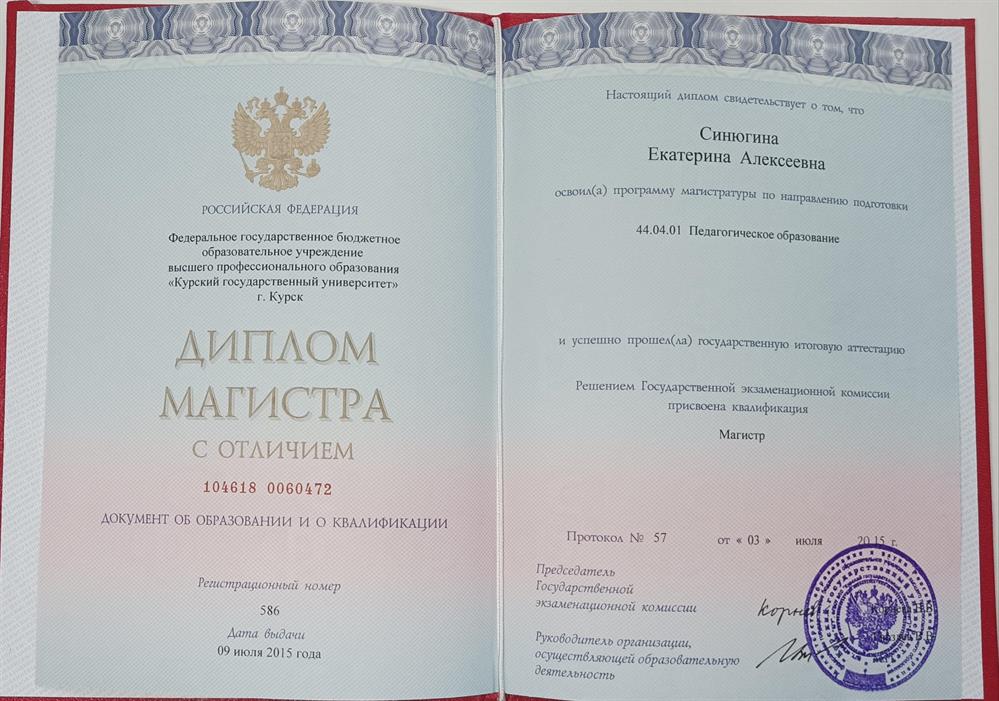 РОССИЙСКАЯ ФЕДЕРАЦИЯ
Федеральное государственное бюджетное
образовательное учреждение
высшего профессионального образования
«Курский государственный университет»
г. Курск
ДИПЛОМ
МАГИСТРА
С ОТЛИЧИЕМ
104618 0060472
ДОКУМЕНТ ОБ ОБРАЗОВАНИИ И О КВАЛИФИКАЦИИ
Регистрационный номер
586
Дата выдачи
09 июля 2015 года
Настоящий диплом свидетельствует о том, что
Синюгина
Екатерина Алексеевна
освоил(а) программу магистратуры по направлению подготовки
44.04.01 Педагогическое образование
и успешно прошел(ла) государственную итоговую аттестацию
Решением Государственной экзаменационной комиссии
присвоена квалификация
Магистр
Протокол № 57 от « 03 » июля 2015 г.
Председатель
Государственной
экзаменационной комиссии
Руководитель организации,
осуществляющей образовательную
деятельность